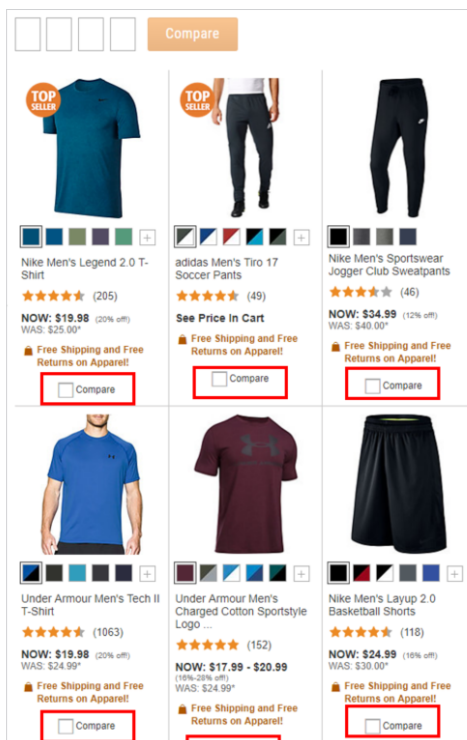 Compare
TOP
SELLER
Nike Men's Legend 2.0 T-
Shirt
(205)
NOW: $19.98 (20% off!)
WAS: $25.00*
Free Shipping and Free
Returns on Apparel!
Compare
TOP
SELLER
adidas Men's Tiro 17
Soccer Pants
(49)
See Price In Cart
Free Shipping and Free
Returns on Apparel!
Compare
Nike Men's Sportswear
Jogger Club Sweatpants
(46)
NOW: $34.99 (12% off!)
WAS: $40.00*
Free Shipping and Free
Returns on Apparel!
Compare
Under Armour Men's Tech II
T-Shirt
(1063)
NOW: $19.98 (20% off!)
WAS: $24.99*
Free Shipping and Free
Returns on Apparel!
Compare
Under Armour Men's
Charged Cotton Sportstyle
Logo ...
(152)
NOW: $17.99 - $20.99
(16%-28% off!)
WAS: $24.99*
Free Shipping and Free
Returns on Apparel!
Nike Men's Layup 2.0
Basketball Shorts
(118)
NOW: $24.99 (16% off!)
WAS: $30.00*
Free Shipping and Free
Returns on Apparel!
Compare